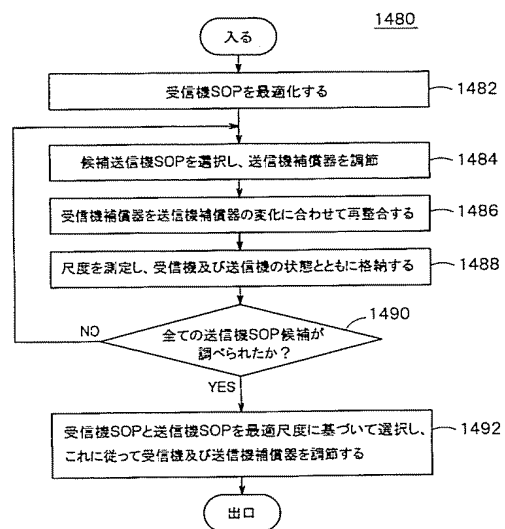 1480
入る
受信機SOPを最適化する
1482
候補送信機SOPを選択し、送信機補償器を調節
1484
受信機補償器を送信機補償器の変化に合わせて再整合する
1486
尺度を測定し、受信機及び送信機の状態とともに格納する
1488
1490
全ての送信機SOP候補が
調べられたか?
NO
YES
受信機SOPと送信機SOPを最適尺度に基づいて選択し、
これに従って受信機及び送信機補償器を調節する
1492
出口